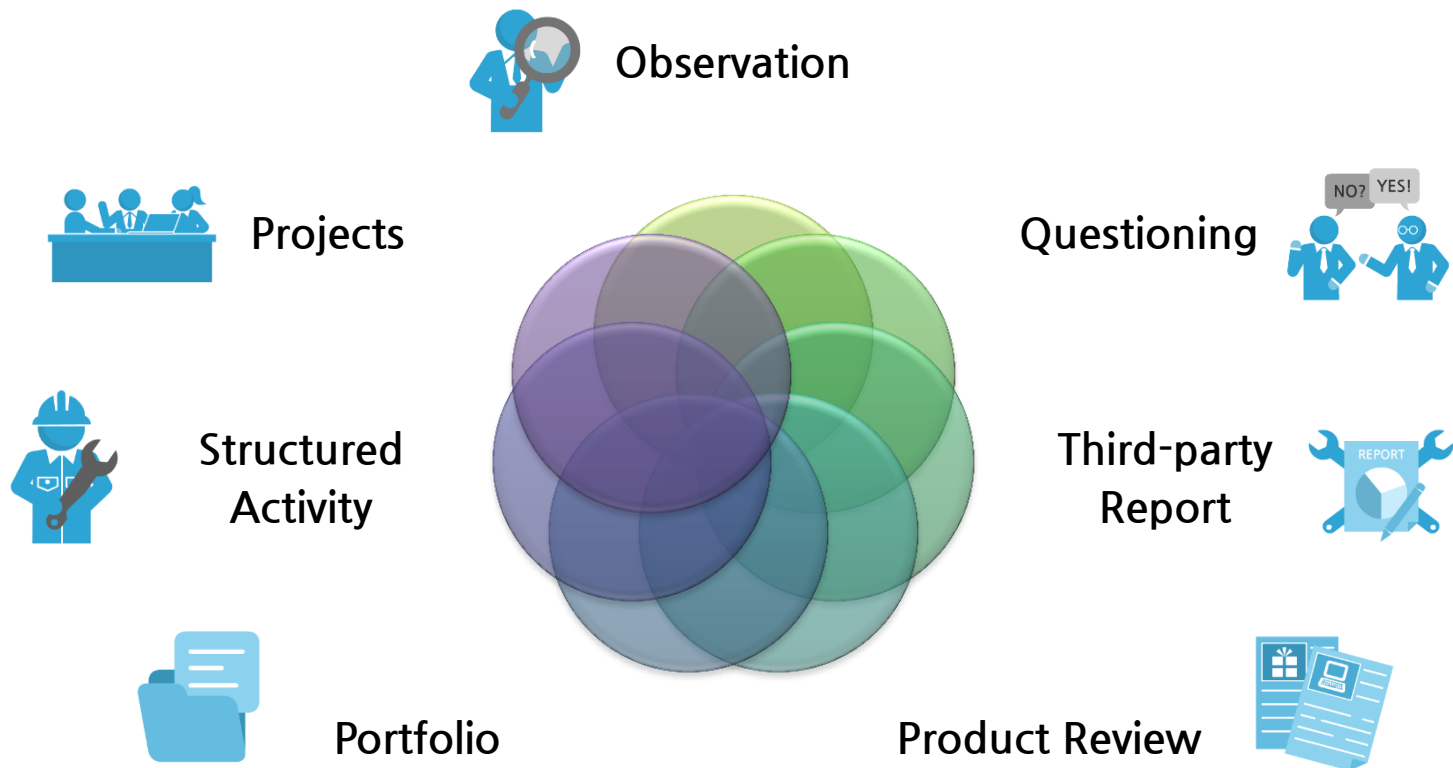 Observation
Projects
NO?
YES!
Questioning
Structured
Activity
Third-party
Report
REPORT
Portfolio
Product Review